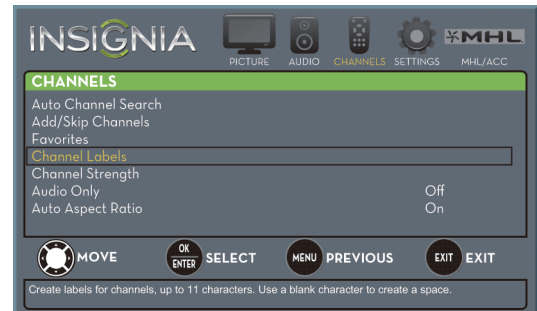 INSIGNIA
MHL
PICTURE AUDIO CHANNELS SETTINGS MHL/ACC
CHANNELS
Auto Channel Search
Add/Skip Channels
Favorites
Channel Labels
Channel Strength
Audio Only Off
Auto Aspect Ratio On
MOVE OK ENTER SELECT MENU PREVIOUS EXIT EXIT
Create labels for channels, up to 11 characters. Use a blank character to create a space.